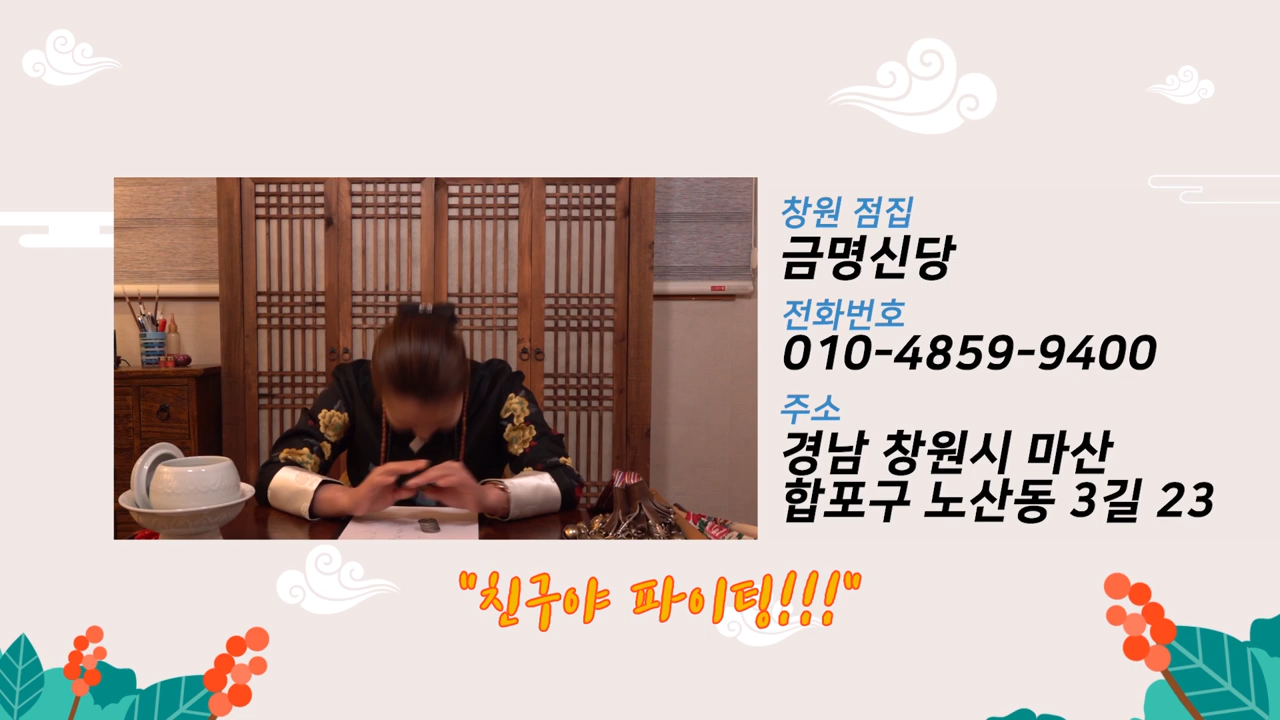 창원 점집
금명신당
전화번호
010-4859-9400
주소
경남 창원시 마산
합포구 노산동 3길 23
"친구야 파이팅!!!"